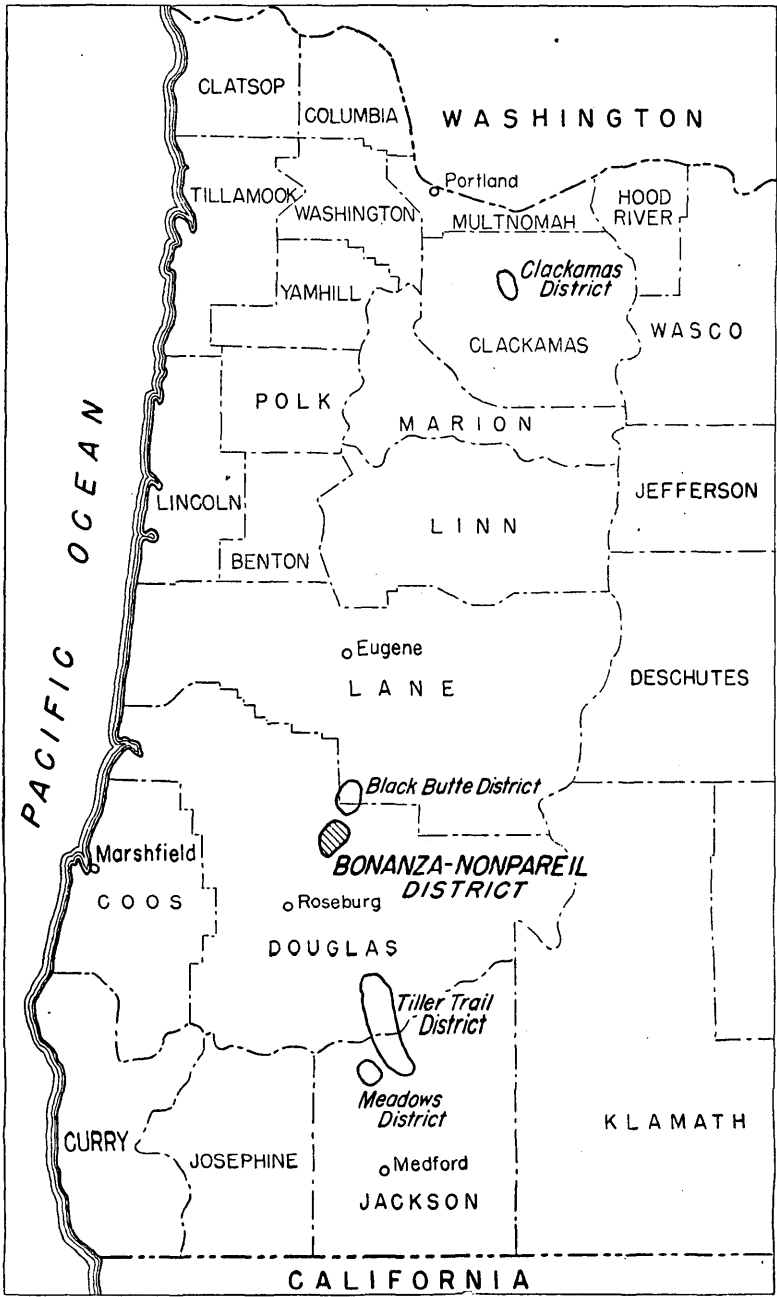 CLATSOP
COLUMBIA
WASHINGTON
Portland
TILLAMOOK
WASHINGTON
MULTNOMAH
HOOD
RIVER
Clackamas
District
YAMHILL
CLACKAMAS
WASCO
POLK
MARION
PACIFIC OCEAN
LINCOLN
JEFFERSON
LINN
BENTON
Eugene
LANE
DESCHUTES
Black Butte District
Marshfield
BONANZA-NONPAREIL
DISTRICT
COOS
Roseburg
DOUGLAS
Tiller Trail
District
Meadows
District
KLAMATH
CURRY
JOSEPHINE
Medford
JACKSON
CALIFORNIA